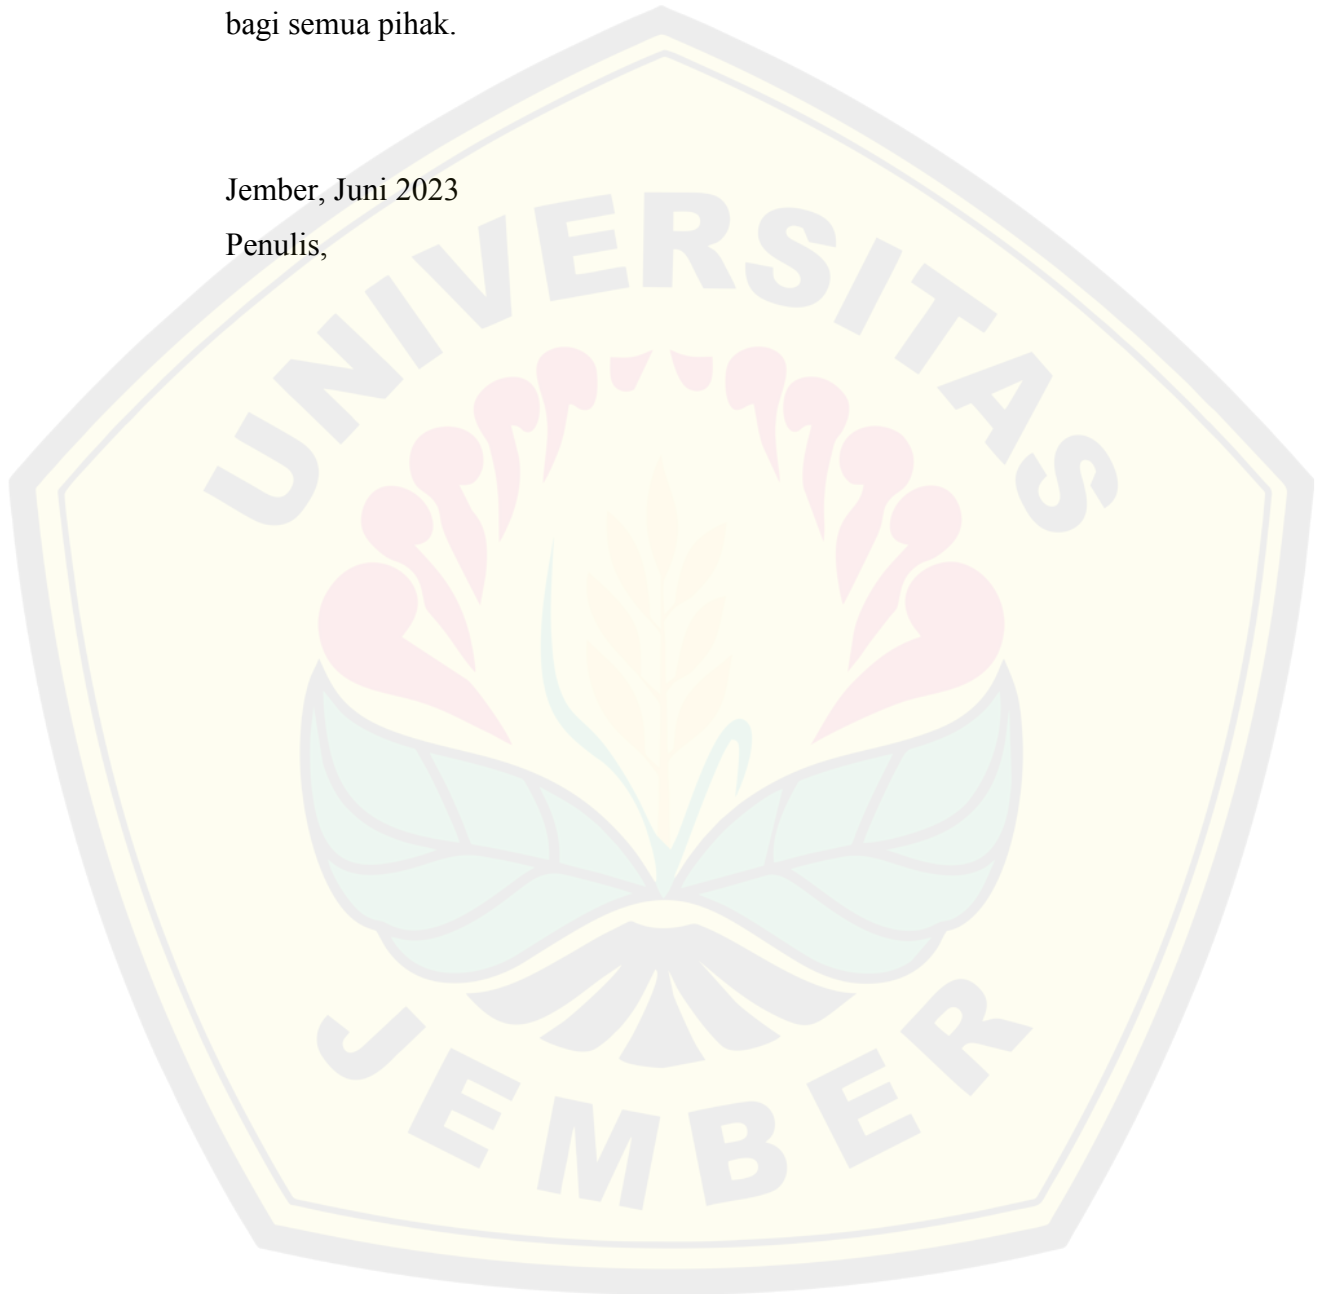 bagi semua pihak.
Jember, Juni 2023
Penulis,
UNIVERSITAS
JEMBER